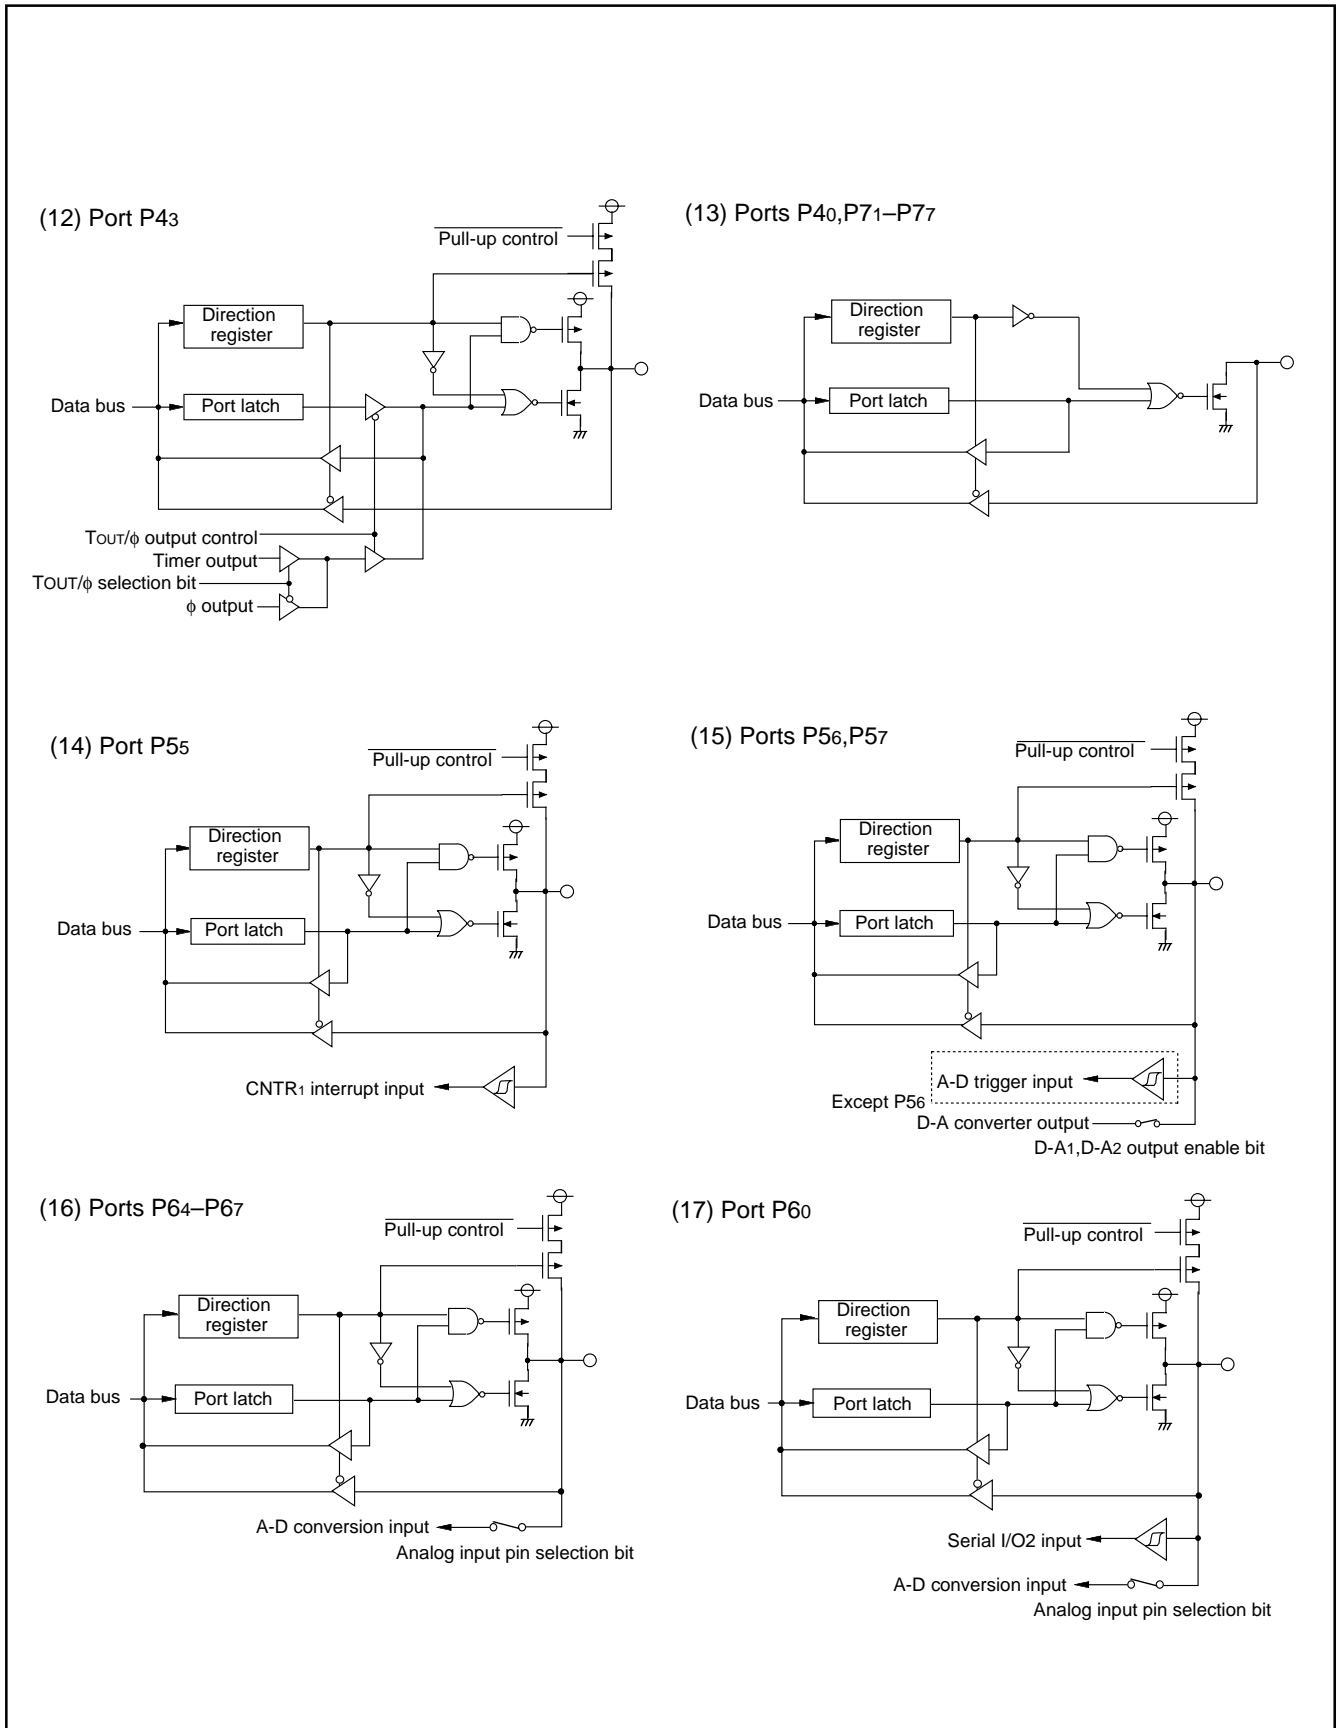 (12) Port P43
Pull-up control
Direction
register
Data bus
Port latch
TOUT/φ output control
Timer output
TOUT/φ selection bit
φ output
(13) Ports P40,P71–P77
Direction
register
Data bus
Port latch
(14) Port P55
Pull-up control
Direction
register
Data bus
Port latch
CNTR1 interrupt input
(15) Ports P56,P57
Pull-up control
Direction
register
Data bus
Port latch
A-D trigger input
Except P56
D-A converter output
D-A1,D-A2 output enable bit
(16) Ports P64–P67
Pull-up control
Direction
register
Data bus
Port latch
A-D conversion input
Analog input pin selection bit
(17) Port P60
Pull-up control
Direction
register
Data bus
Port latch
Serial I/O2 input
A-D conversion input
Analog input pin selection bit